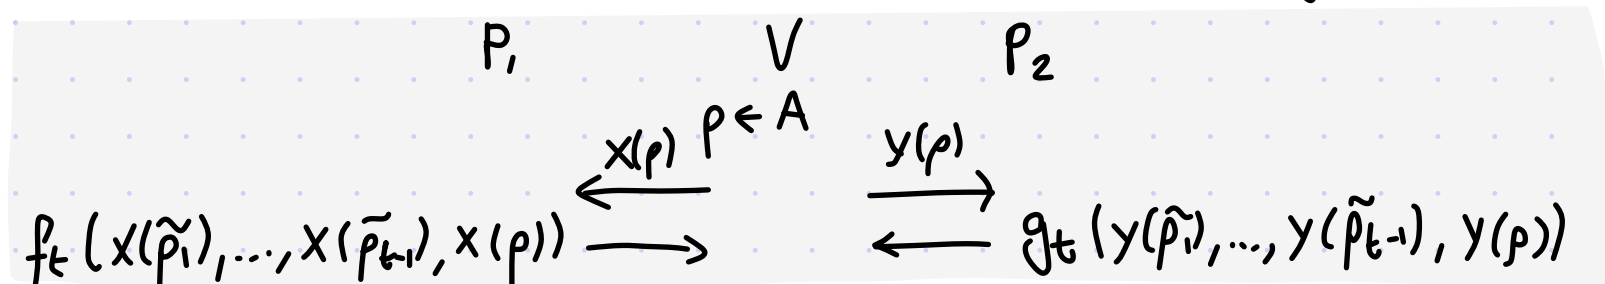 P₁ V P₂
ρ ← A
x(ρ) y(ρ)
f_t (x(ρ̃₁),..., x(ρ̃_{t-1}), x(ρ)) → ← g_t (y(ρ̃₁),..., y(ρ̃_{t-1}), y(ρ))